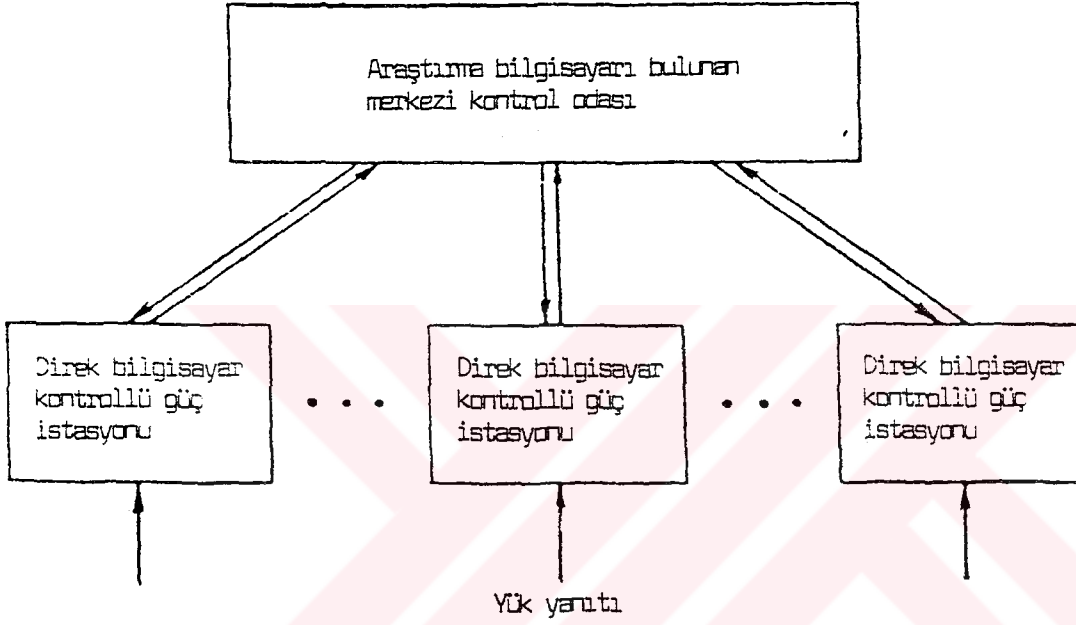 Araştırma bilgisayarı bulunan
merkezi kontrol odası
Direk bilgisayar
kontrollü güç
istasyonu
Direk bilgisayar
kontrollü güç
istasyonu
Direk bilgisayar
kontrollü güç
istasyonu
Yük yanıtı